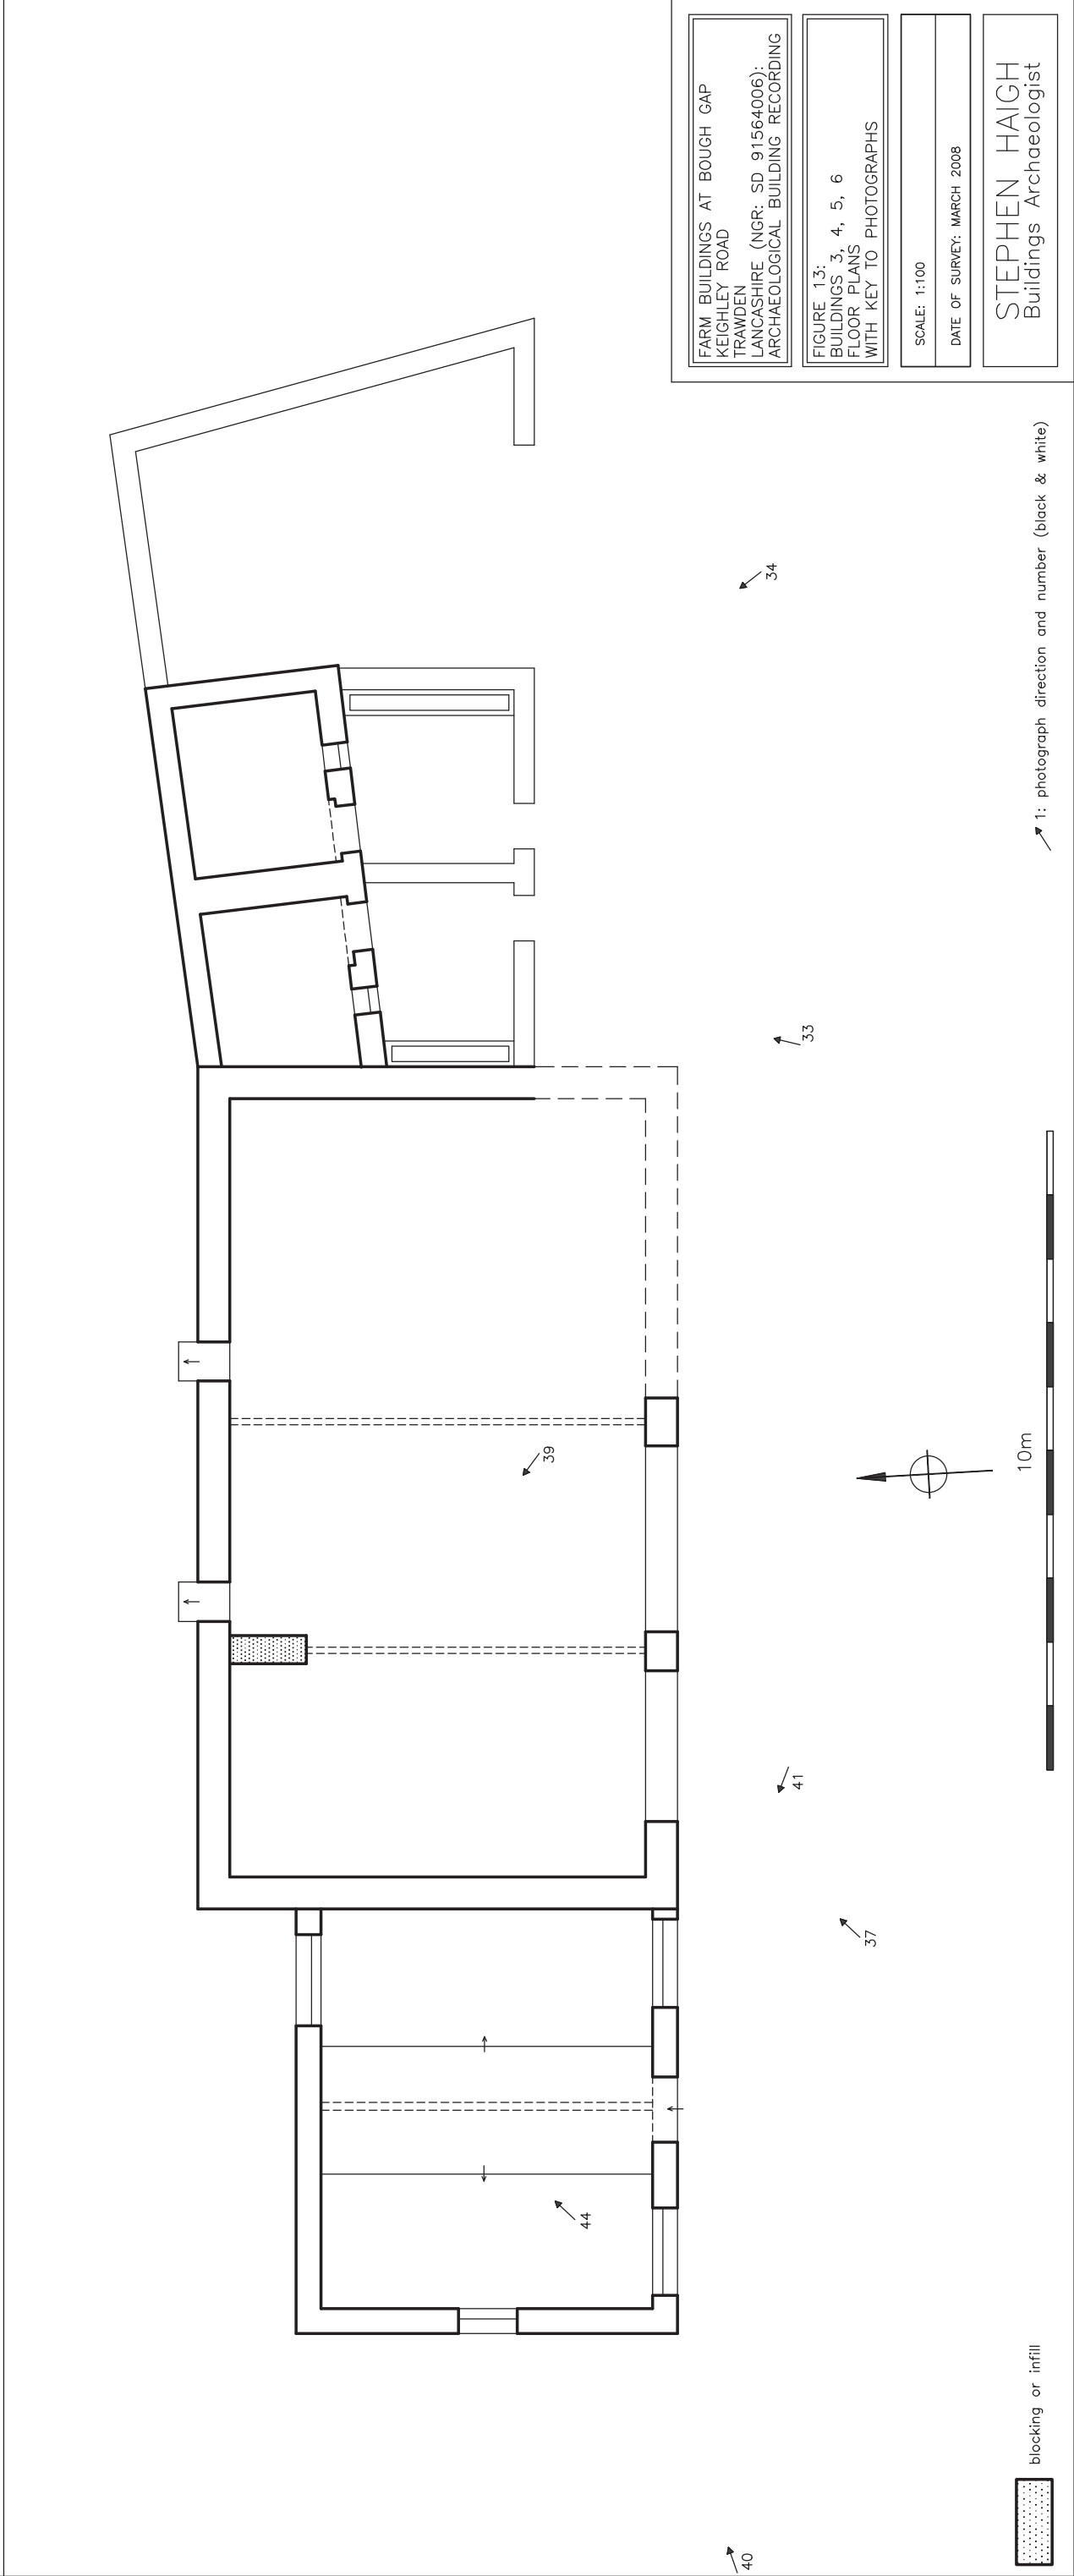 FARM BUILDINGS AT BOUGH GAP
KEIGHLEY ROAD
TRAWDEN
LANCASHIRE (NGR: SD 91564006):
ARCHAEOLOGICAL BUILDING RECORDING
FIGURE 13:
BUILDINGS 3, 4, 5, 6
FLOOR PLANS
WITH KEY TO PHOTOGRAPHS
SCALE: 1:100
DATE OF SURVEY: MARCH 2008
STEPHEN HAIGH
Buildings Archaeologist
34
33
39
41
37
44
40
10m
1: photograph direction and number (black & white)
blocking or infill